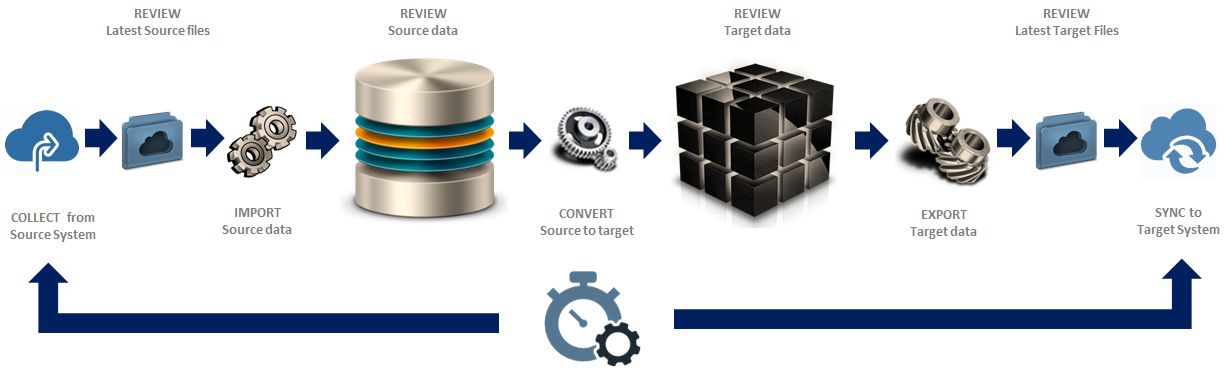 REVIEW
Latest Source files
REVIEW
Source data
REVIEW
Target data
REVIEW
Latest Target Files
COLLECT from
Source System
IMPORT
Source data
CONVERT
Source to target
EXPORT
Target data
SYNC to
Target System